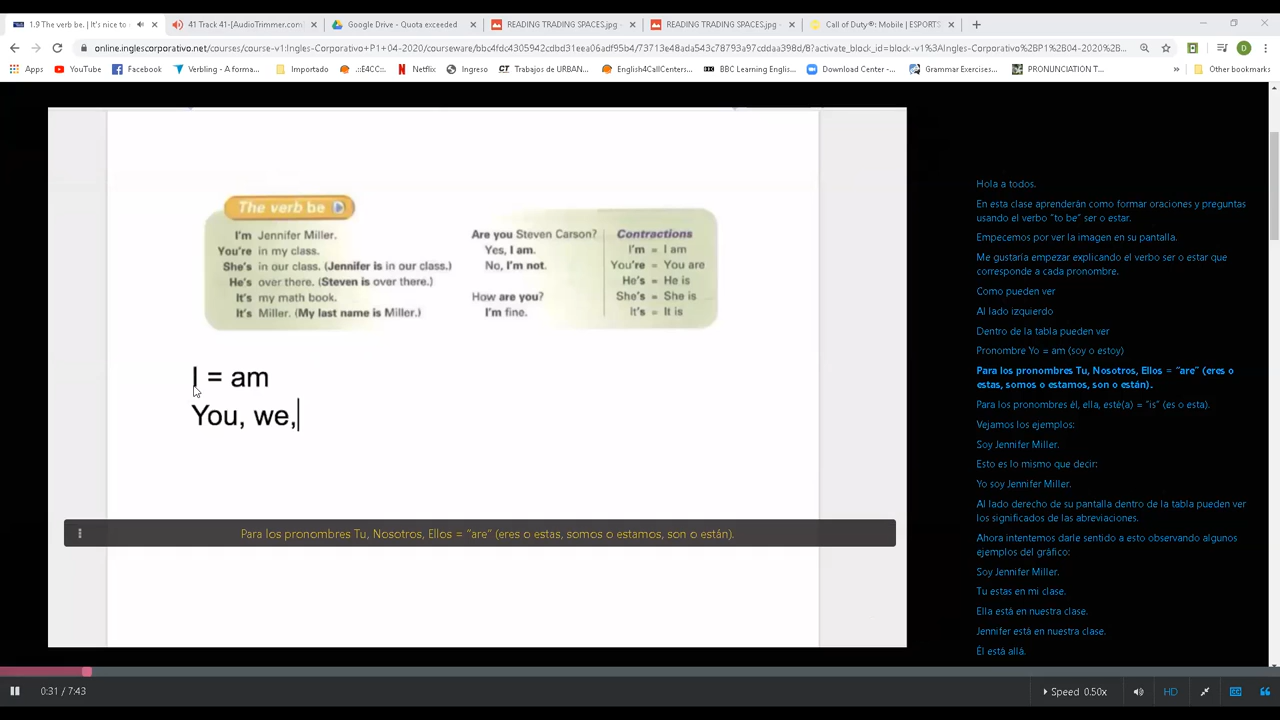 1.9 The verb be. | It's nice to
41 Track 41-[AudioTrimmer.com
Google Drive - Quota exceeded
READING TRADING SPACES.jpg -
READING TRADING SPACES.jpg -
Call of Duty®: Mobile | ESPORT
online.inglescorporativo.net/courses/course-v1:Ingles-Corporativo+P1+04-2020/courseware/bbc4fdc4305942cdbd31eea06adf95b4/73713e48ada543c78793a97cddaa398d/8?activate_block_id=block-v1%3AIngles-Corporativo%2BP1%2B04-2020%2B...
D
Apps
YouTube
Facebook
Verbling - A forma...
Importado
.::E4CC::.
Netflix
Ingreso
CT Trabajos de URBAN...
English4CallCenters...
BBC Learning Englis...
Download Center -...
Grammar Exercises...
PRONUNCIATION T...
»
Other bookmarks
The verb be
I'm Jennifer Miller.
You're in my class.
She's in our class. (Jennifer is in our class.)
He's over there. (Steven is over there.)
It's my math book.
It's Miller. (My last name is Miller.)
Are you Steven Carson?
Yes, I am.
No, I'm not.
How are you?
I'm fine.
Contractions
I'm = I am
You're = You are
He's = He is
She's = She is
It's = It is
I = am
You, we,
Para los pronombres Tu, Nosotros, Ellos = "are" (eres o estas, somos o estamos, son o están).
Hola a todos.
En esta clase aprenderán como formar oraciones y preguntas
usando el verbo "to be" ser o estar.
Empecemos por ver la imagen en su pantalla.
Me gustaría empezar explicando el verbo ser o estar que
corresponde a cada pronombre.
Como pueden ver
Al lado izquierdo
Dentro de la tabla pueden ver
Pronombre Yo = am (soy o estoy)
Para los pronombres Tu, Nosotros, Ellos = "are" (eres o
estas, somos o estamos, son o están).
Para los pronombres él, ella, esté(a) = "is" (es o esta).
Vejamos los ejemplos:
Soy Jennifer Miller.
Esto es lo mismo que decir:
Yo soy Jennifer Miller.
Al lado derecho de su pantalla dentro de la tabla pueden ver
los significados de las abreviaciones.
Ahora intentemos darle sentido a esto observando algunos
ejemplos del gráfico:
Soy Jennifer Miller.
Tu estas en mi clase.
Ella está en nuestra clase.
Jennifer está en nuestra clase.
Él está allá.
0:31 / 7:43
Speed 0.50x
HD
CC